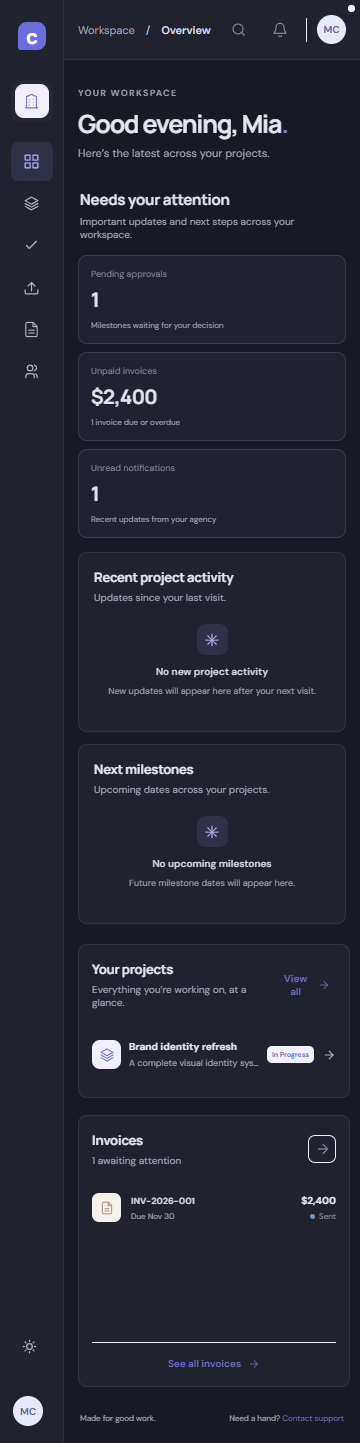 c
Workspace / Overview
MC
YOUR WORKSPACE
Good evening, Mia.
Here's the latest across your projects.
Needs your attention
Important updates and next steps across your
workspace.
Pending approvals
1
Milestones waiting for your decision
Unpaid invoices
$2,400
1 invoice due or overdue
Unread notifications
1
Recent updates from your agency
Recent project activity
Updates since your last visit.
No new project activity
New updates will appear here after your next visit.
Next milestones
Upcoming dates across your projects.
No upcoming milestones
Future milestone dates will appear here.
Your projects
Everything you're working on, at a
glance.
View
all
Brand identity refresh
A complete visual identity sys...
In Progress
Invoices
1 awaiting attention
INV-2026-001
$2,400
Due Nov 30
Sent
See all invoices
MC
Made for good work.
Need a hand? Contact support